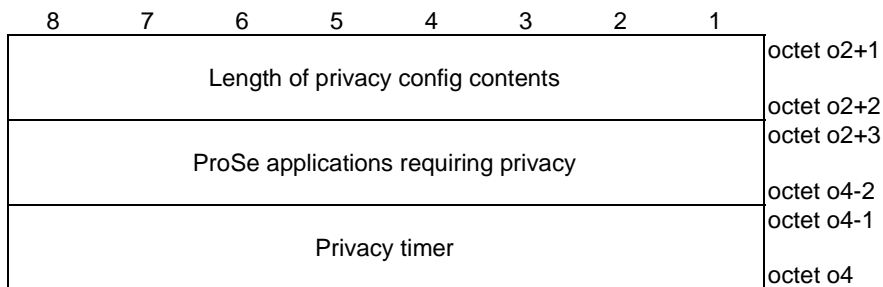 8 7 6 5 4 3 2 1
octet o2+1
Length of privacy config contents
octet o2+2
octet o2+3
ProSe applications requiring privacy
octet o4-2
octet o4-1
Privacy timer
octet o4